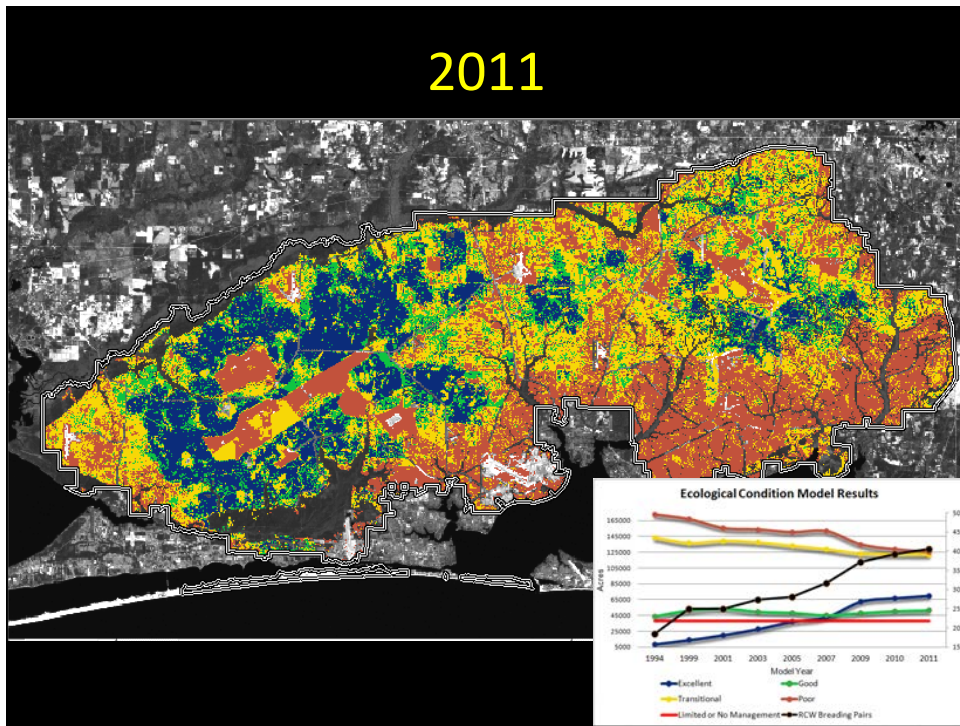 2011
Ecological Condition Model Results
165000
145000
125000
105000
85000
65000
45000
25000
5000
Acres
1994 1999 2001 2003 2005 2007 2009 2010 2011
Model Year
Excellent Good
Transitional Poor
Limited or No Management RCW Breading Pairs